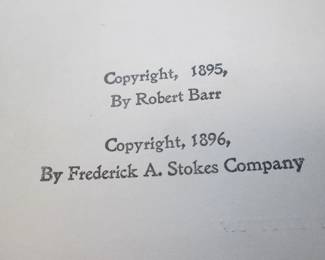 Copyright, 1895,
By Robert Barr
Copyright, 1896,
By Frederick A. Stokes Company